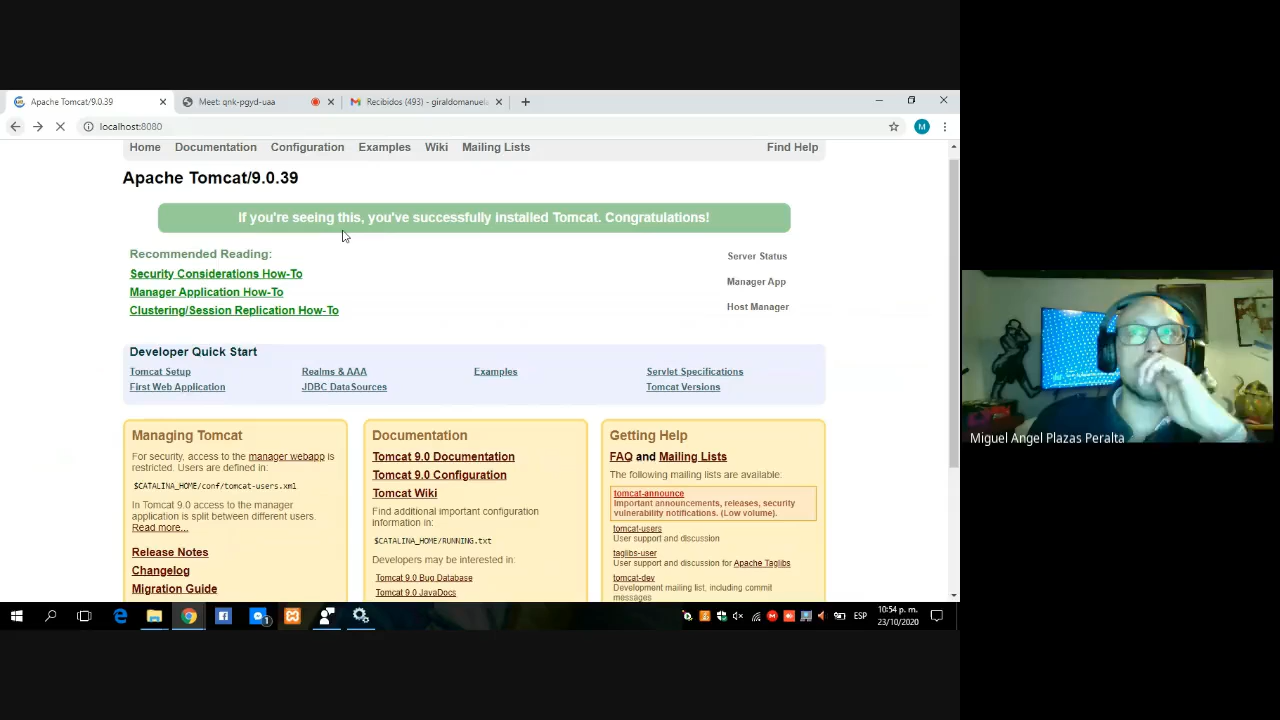 Apache Tomcat/9.0.39
Meet: qnk-pgyd-uaa
Recibidos (493) - giraldomanuela
localhost:8080
M
Home Documentation Configuration Examples Wiki Mailing Lists Find Help
Apache Tomcat/9.0.39
If you're seeing this, you've successfully installed Tomcat. Congratulations!
Recommended Reading:
Security Considerations How-To
Manager Application How-To
Clustering/Session Replication How-To
Server Status
Manager App
Host Manager
Developer Quick Start
Tomcat Setup
First Web Application
Realms & AAA
JDBC DataSources
Examples
Servlet Specifications
Tomcat Versions
Managing Tomcat
For security, access to the manager webapp is
restricted. Users are defined in:
$CATALINA_HOME/conf/tomcat-users.xml
In Tomcat 9.0 access to the manager
application is split between different users.
Read more...
Release Notes
Changelog
Migration Guide
Documentation
Tomcat 9.0 Documentation
Tomcat 9.0 Configuration
Tomcat Wiki
Find additional important configuration
information in:
$CATALINA_HOME/RUNNING.txt
Developers may be interested in:
Tomcat 9.0 Bug Database
Tomcat 9.0 JavaDocs
Getting Help
FAQ and Mailing Lists
The following mailing lists are available:
tomcat-announce
Important announcements, releases, security
vulnerability notifications. (Low volume).
tomcat-users
User support and discussion
taglibs-user
User support and discussion for Apache Taglibs
tomcat-dev
Development mailing list, including commit
messages
Miguel Angel Plazas Peralta
1
ESP
10:54 p. m.
23/10/2020